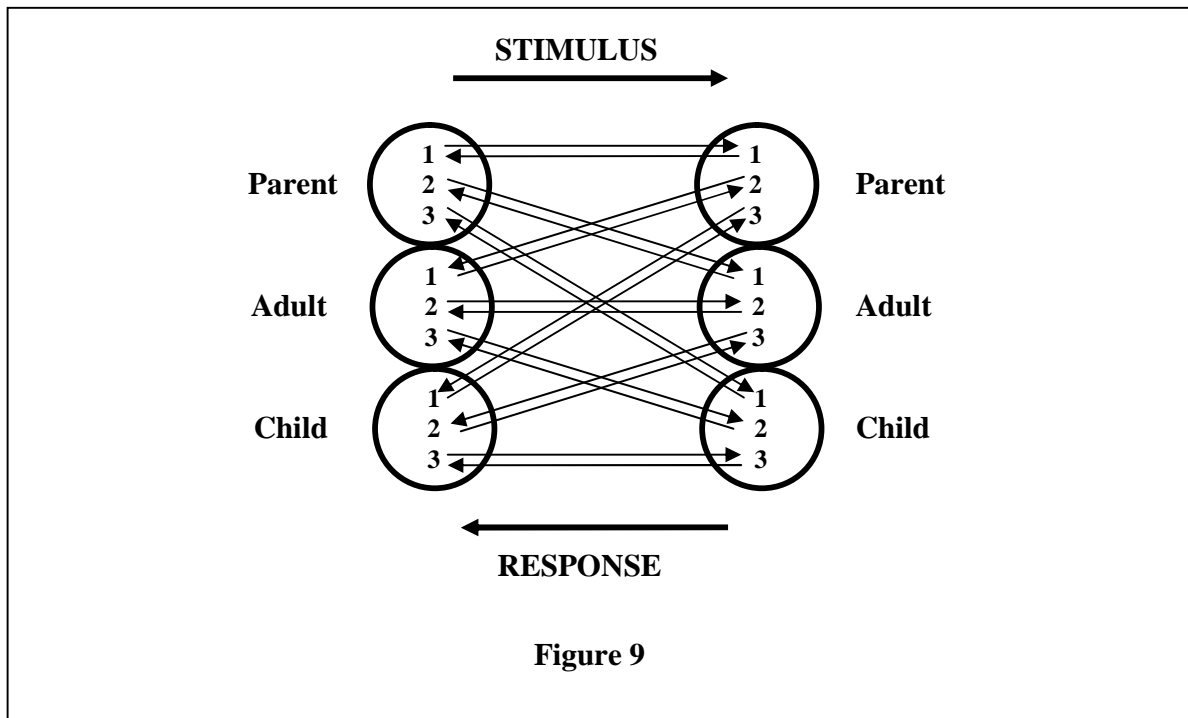 STIMULUS
1 1
Parent 2 2 Parent
3 3
1 1
Adult 2 2 Adult
3 3
1 1
Child 2 2 Child
3 3
RESPONSE
Figure 9